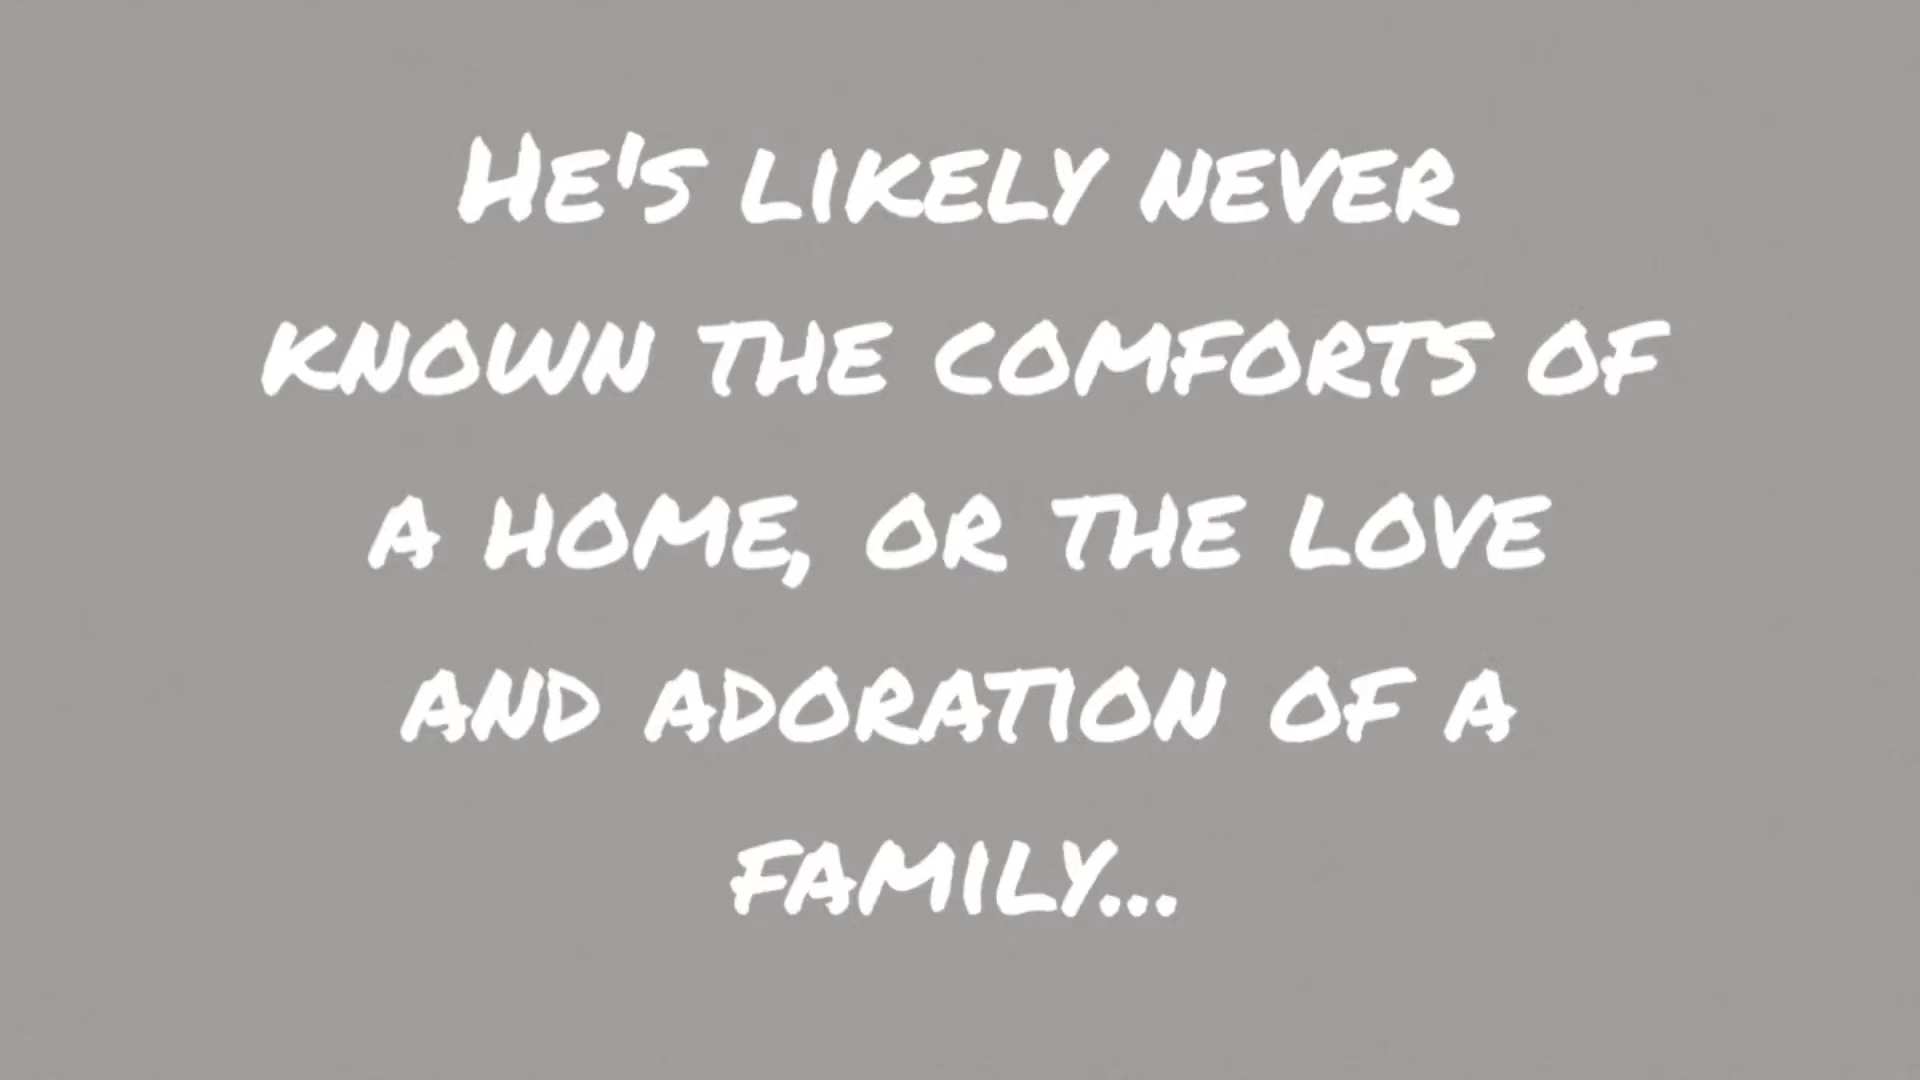 He's likely never
known the comforts of
a home, or the love
and adoration of a
family...